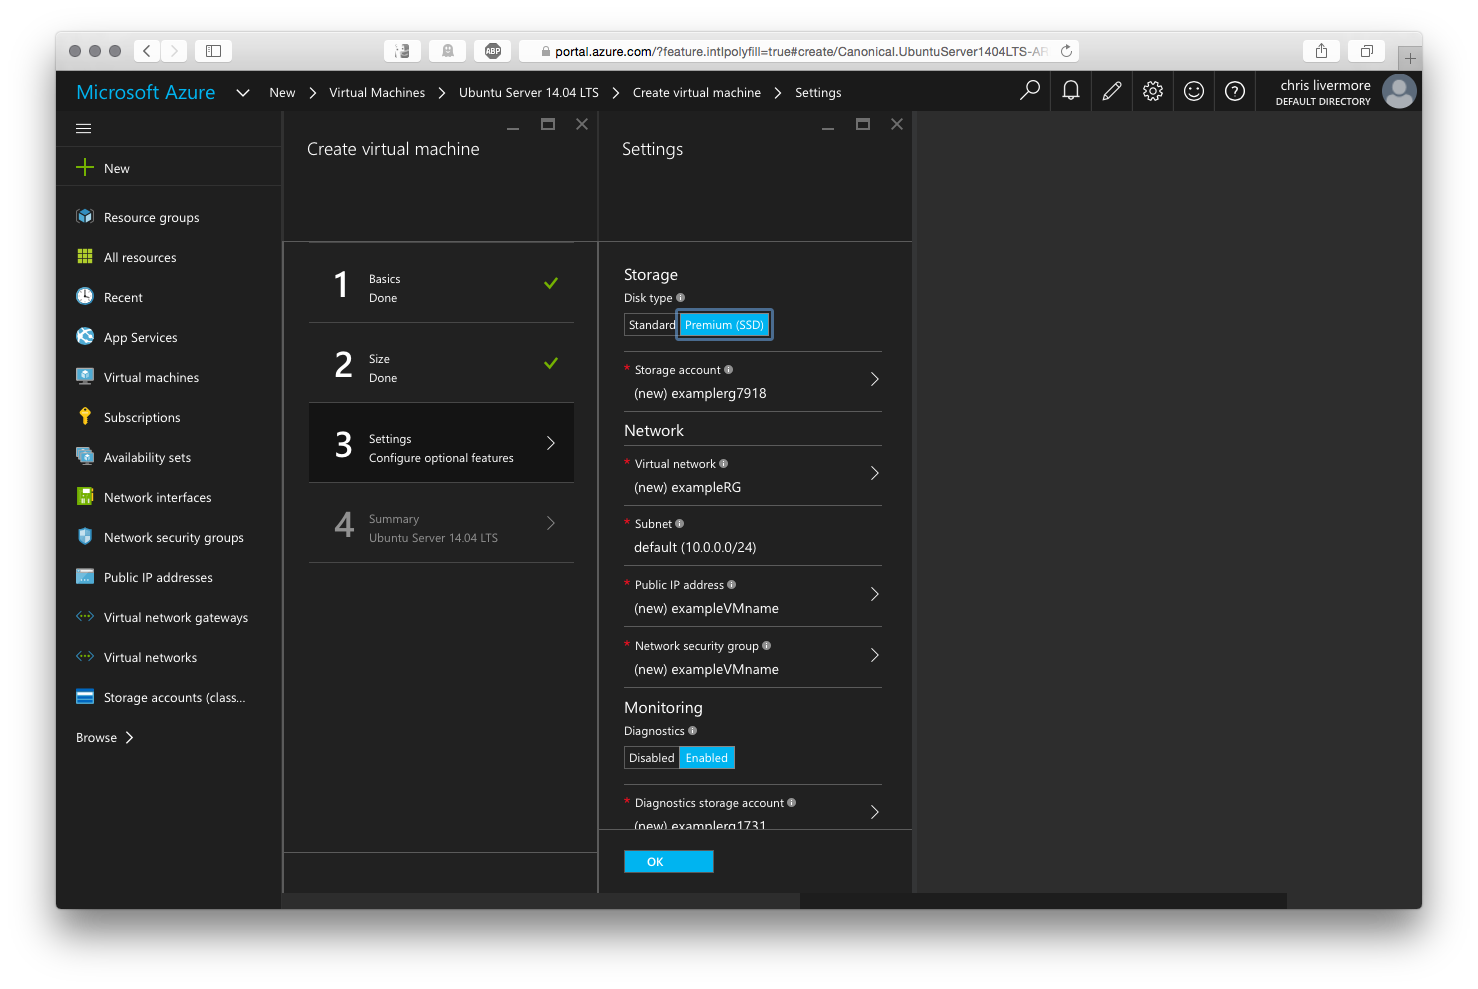 ABP
portal.azure.com/?feature.intlpolyfill=true#create/Canonical.UbuntuServer1404LTS-AR
Microsoft Azure
New > Virtual Machines > Ubuntu Server 14.04 LTS > Create virtual machine > Settings
chris livermore
DEFAULT DIRECTORY
New
Resource groups
All resources
Recent
App Services
Virtual machines
Subscriptions
Availability sets
Network interfaces
Network security groups
Public IP addresses
Virtual network gateways
Virtual networks
Storage accounts (class...
Browse >
Create virtual machine
1 Basics
Done
2 Size
Done
3 Settings
Configure optional features
4 Summary
Ubuntu Server 14.04 LTS
Settings
Storage
Disk type
Standard Premium (SSD)
* Storage account
(new) examplerg7918
Network
* Virtual network
(new) exampleRG
* Subnet
default (10.0.0.0/24)
* Public IP address
(new) exampleVMname
* Network security group
(new) exampleVMname
Monitoring
Diagnostics
Disabled Enabled
* Diagnostics storage account
(new) examplerg1731
OK